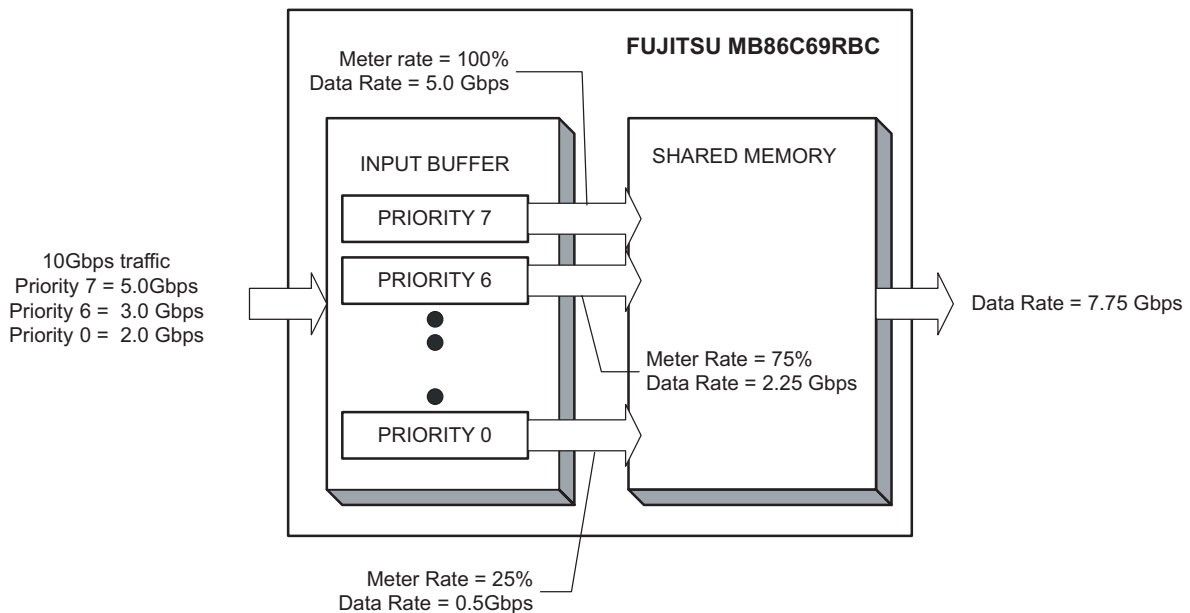 FUJITSU MB86C69RBC
Meter rate = 100%
Data Rate = 5.0 Gbps
INPUT BUFFER
SHARED MEMORY
PRIORITY 7
10Gbps traffic
Priority 7 = 5.0Gbps
Priority 6 = 3.0 Gbps
Priority 0 = 2.0 Gbps
PRIORITY 6
Data Rate = 7.75 Gbps
Meter Rate = 75%
Data Rate = 2.25 Gbps
PRIORITY 0
Meter Rate = 25%
Data Rate = 0.5Gbps